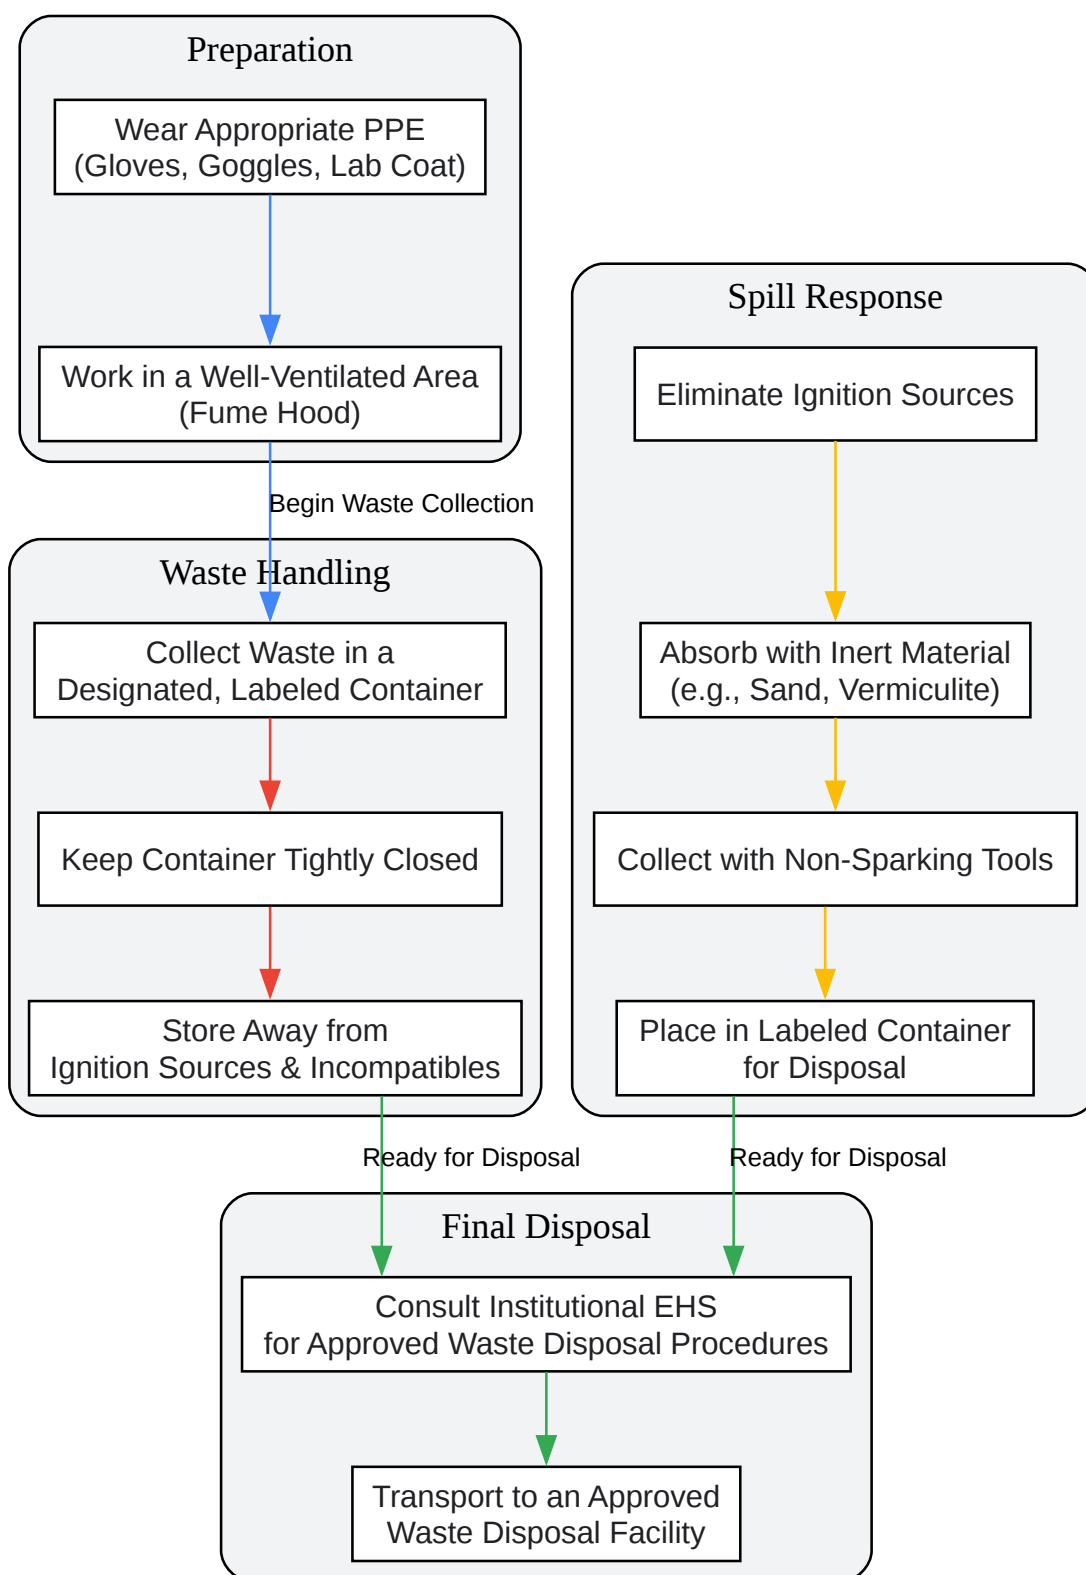 Preparation
Wear Appropriate PPE
(Gloves, Goggles, Lab Coat)
Work in a Well-Ventilated Area
(Fume Hood)
Begin Waste Collection
Waste Handling
Collect Waste in a
Designated, Labeled Container
Keep Container Tightly Closed
Store Away from
Ignition Sources & Incompatibles
Ready for Disposal
Spill Response
Eliminate Ignition Sources
Absorb with Inert Material
(e.g., Sand, Vermiculite)
Collect with Non-Sparking Tools
Place in Labeled Container
for Disposal
Ready for Disposal
Final Disposal
Consult Institutional EHS
for Approved Waste Disposal Procedures
Transport to an Approved
Waste Disposal Facility